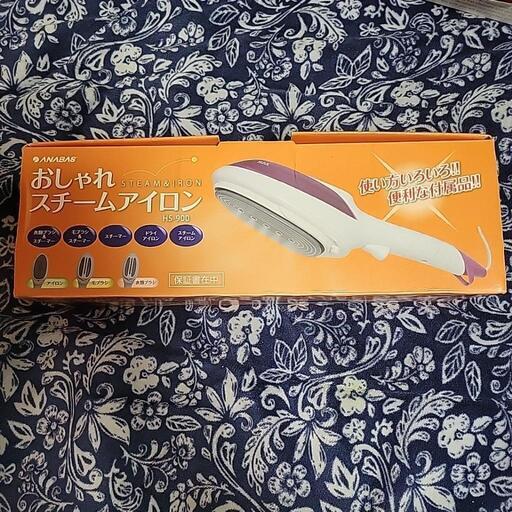 ANABAS
おしゃれ
STEAM & IRON
スチームアイロン
HS-900
衣類ブラシ
&
スチーマー
毛ブラシ
&
スチーマー
スチーマー
ドライ
アイロン
スチーム
アイロン
アイロン
毛ブラシ
衣類ブラシ
保証書在中
MAX
使い方いろいろ!!
便利な付属品!!